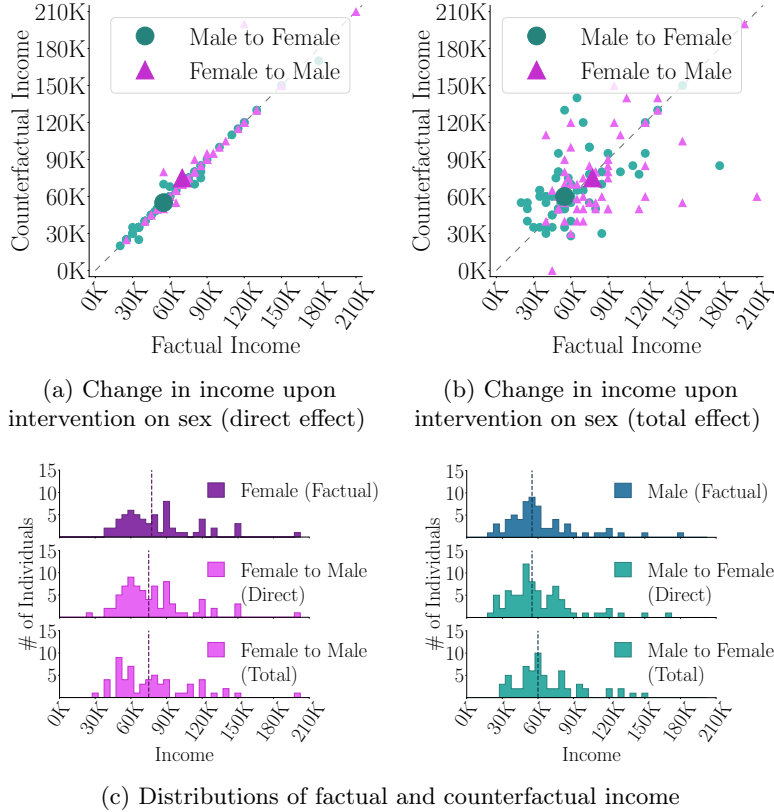 210K
180K
150K
120K
90K
60K
30K
0K
Counterfactual Income
Male to Female
Female to Male
0K 30K 60K 90K 120K 150K 180K 210K
Factual Income
(a) Change in income upon
intervention on sex (direct effect)
210K
180K
150K
120K
90K
60K
30K
0K
Counterfactual Income
Male to Female
Female to Male
0K 30K 60K 90K 120K 150K 180K 210K
Factual Income
(b) Change in income upon
intervention on sex (total effect)
# of Individuals
15
10
5
Female (Factual)
15
10
5
Female to Male
(Direct)
15
10
5
Female to Male
(Total)
0K 30K 60K 90K 120K 150K 180K 210K
Income
# of Individuals
15
10
5
Male (Factual)
15
10
5
Male to Female
(Direct)
15
10
5
Male to Female
(Total)
0K 30K 60K 90K 120K 150K 180K 210K
Income
(c) Distributions of factual and counterfactual income